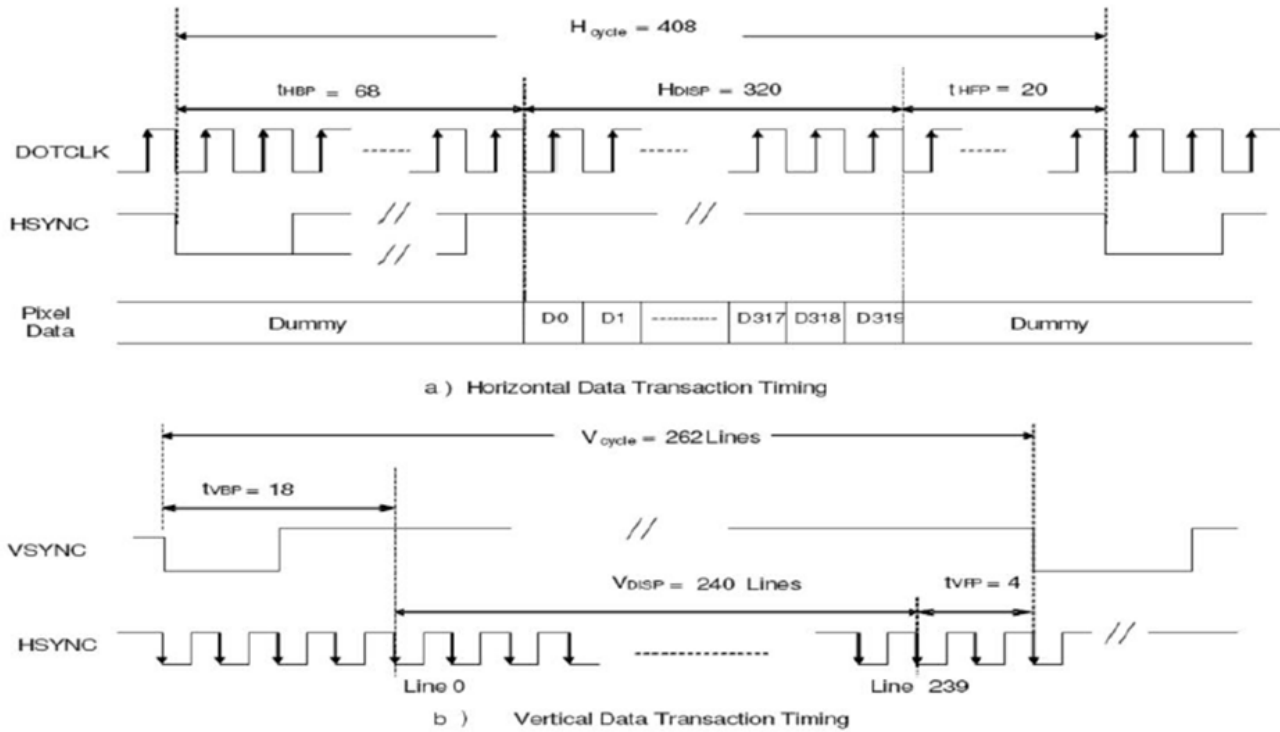 H cycle = 408
tHBP = 68
HDISP = 320
t HFP = 20
DOTCLK
HSYNC
Pixel
Data
Dummy
D0
D1
D317
D318
D319
Dummy
a ) Horizontal Data Transaction Timing
V cycle = 262 Lines
tVBP = 18
VSYNC
VDISP = 240 Lines
tVFP = 4
HSYNC
Line 0
Line 239
b ) Vertical Data Transaction Timing